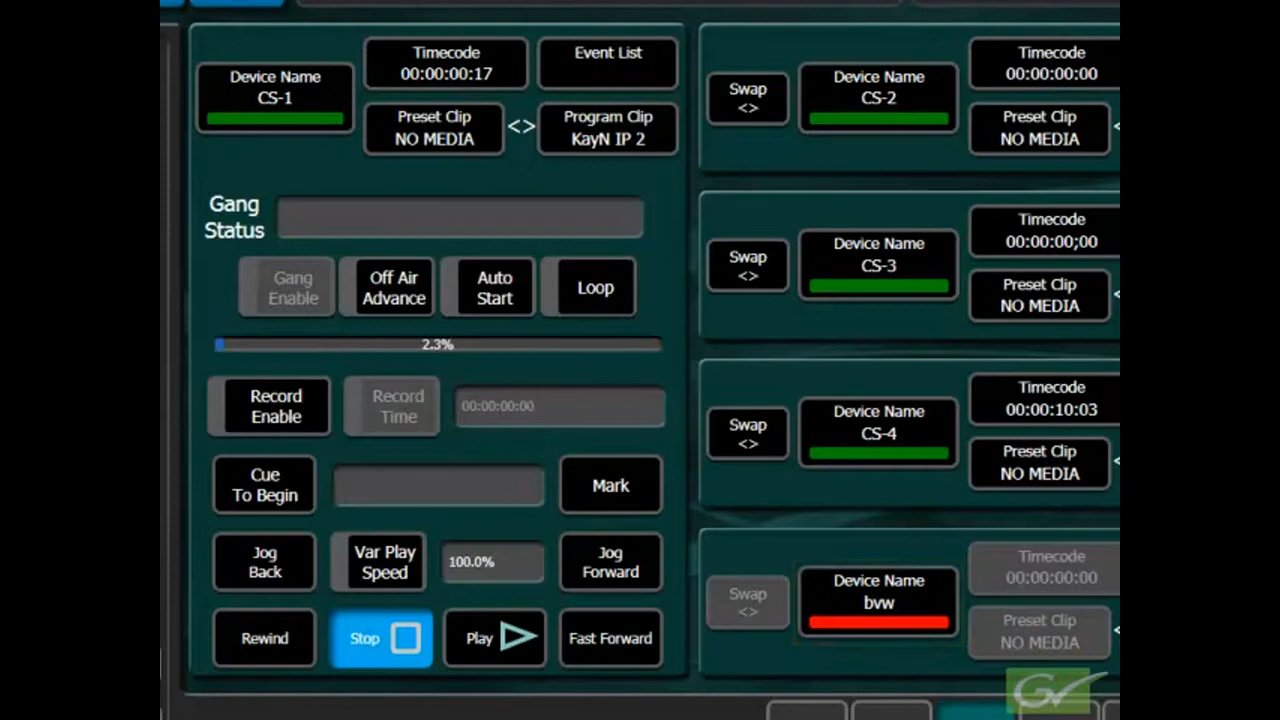 Device Name
CS-1
Timecode
00:00:00:17
Event List
Preset Clip
NO MEDIA
<>
Program Clip
KayN IP 2
Gang
Status
Gang
Enable
Off Air
Advance
Auto
Start
Loop
2.3%
Record
Enable
Record
Time
00:00:00:00
Cue
To Begin
Mark
Jog
Back
Var Play
Speed
100.0%
Jog
Forward
Rewind
Stop
Play
Fast Forward
Swap
<>
Device Name
CS-2
Timecode
00:00:00:00
Preset Clip
NO MEDIA
Swap
<>
Device Name
CS-3
Timecode
00:00:00;00
Preset Clip
NO MEDIA
Swap
<>
Device Name
CS-4
Timecode
00:00:10:03
Preset Clip
NO MEDIA
Swap
<>
Device Name
bvw
Timecode
00:00:00:00
Preset Clip
NO MEDIA
GV